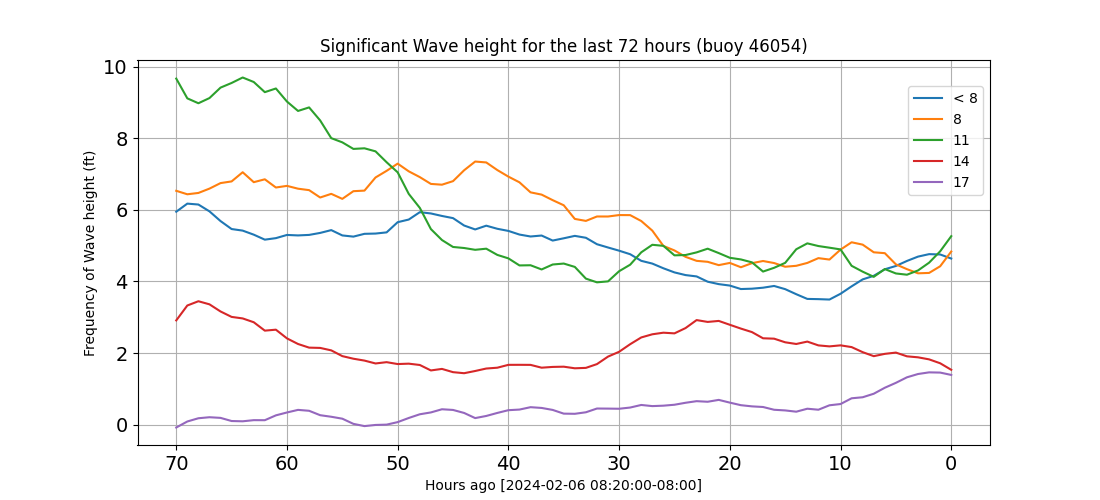 Significant Wave height for the last 72 hours (buoy 46054)
Frequency of Wave height (ft)
10
8
6
4
2
0
< 8
8
11
14
17
70 60 50 40 30 20 10 0
Hours ago [2024-02-06 08:20:00-08:00]